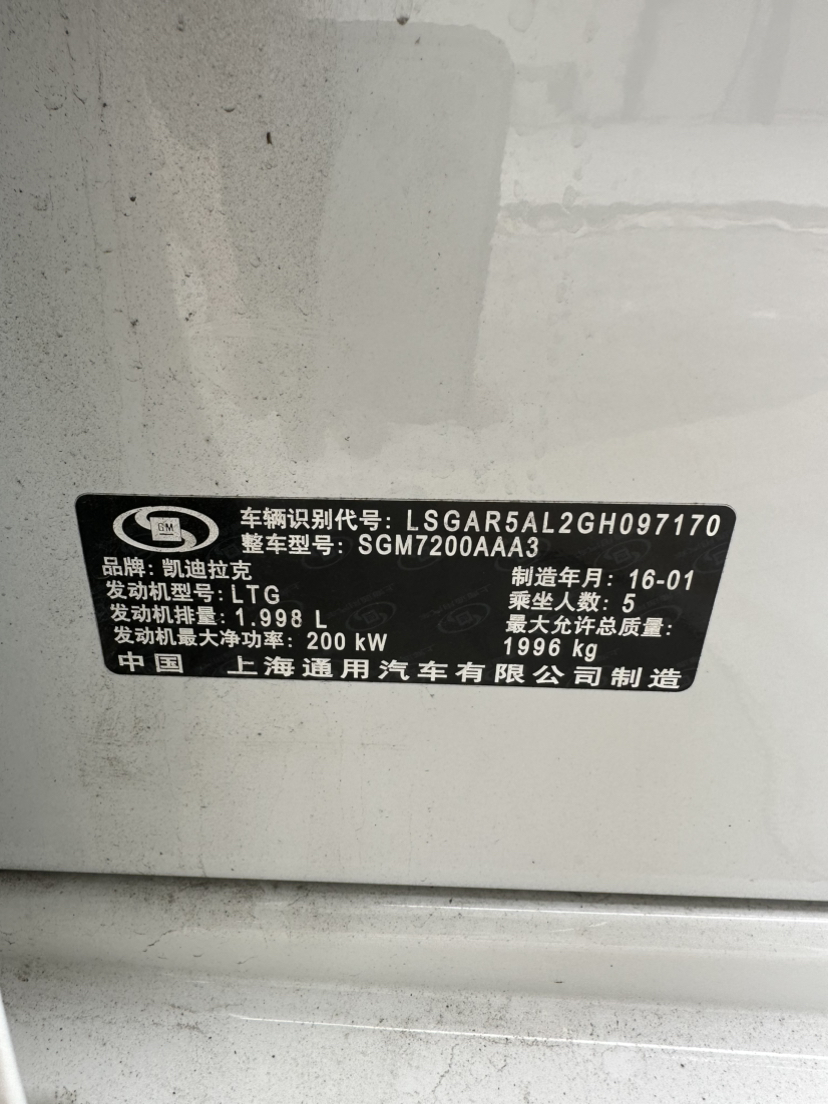 GM
车辆识别代号: LSGAR5AL2GH097170
整车型号: SGM7200AAA3
品牌: 凯迪拉克
制造年月: 16-01
发动机型号: LTG
乘坐人数: 5
发动机排量: 1.998 L
最大允许总质量:
发动机最大净功率: 200 kW
1996 kg
中国 上海通用汽车有限公司制造